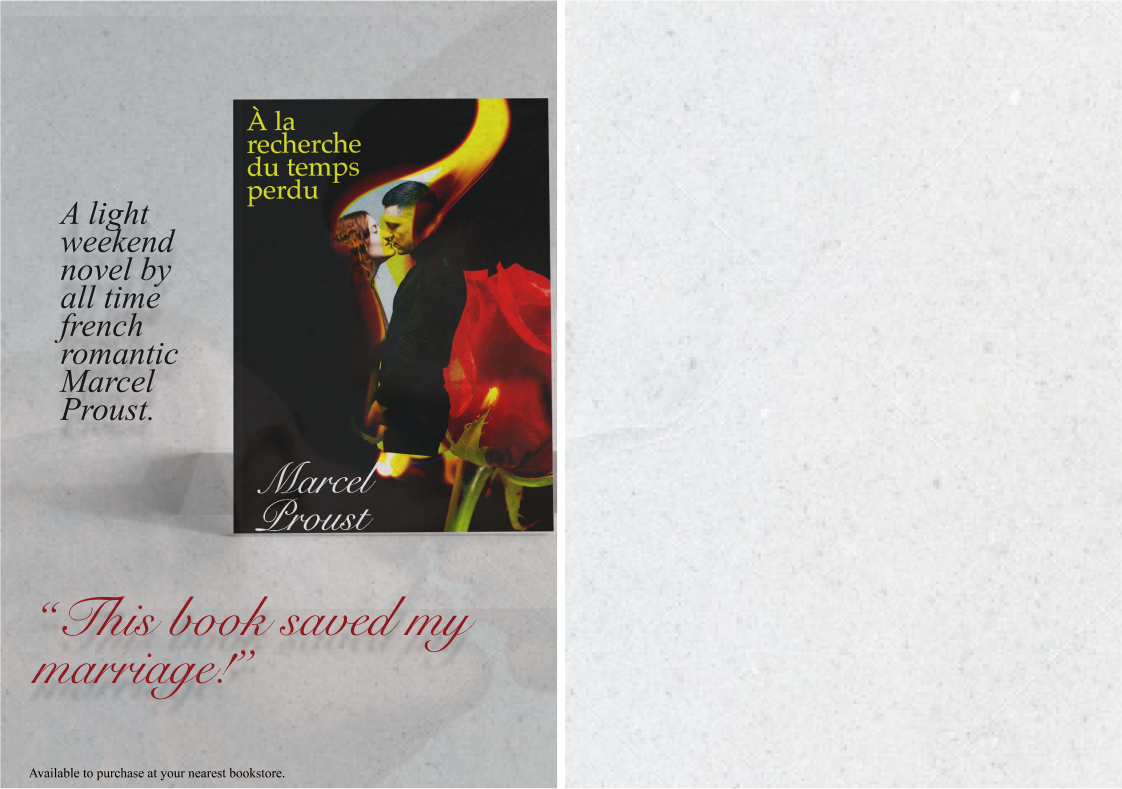 À la
recherche
du temps
perdu
A light
weekend
novel by
all time
french
romantic
Marcel
Proust.
Marcel
Proust
“This book saved my
marriage!”
Available to purchase at your nearest bookstore.